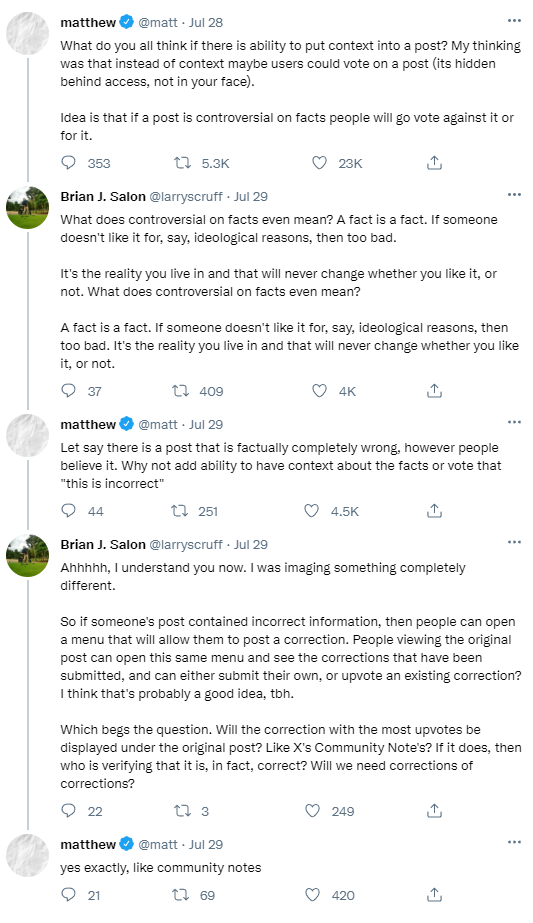 matthew @matt · Jul 28
What do you all think if there is ability to put context into a post? My thinking
was that instead of context maybe users could vote on a post (its hidden
behind access, not in your face).
Idea is that if a post is controversial on facts people will go vote against it or
for it.
353 5.3K 23K
Brian J. Salon @larryscruff · Jul 29
What does controversial on facts even mean? A fact is a fact. If someone
doesn't like it for, say, ideological reasons, then too bad.
It's the reality you live in and that will never change whether you like it, or
not. What does controversial on facts even mean?
A fact is a fact. If someone doesn't like it for, say, ideological reasons, then
too bad. It's the reality you live in and that will never change whether you like
it, or not.
37 409 4K
matthew @matt · Jul 29
Let say there is a post that is factually completely wrong, however people
believe it. Why not add ability to have context about the facts or vote that
"this is incorrect"
44 251 4.5K
Brian J. Salon @larryscruff · Jul 29
Ahhhhh, I understand you now. I was imaging something completely
different.
So if someone's post contained incorrect information, then people can open
a menu that will allow them to post a correction. People viewing the original
post can open this same menu and see the corrections that have been
submitted, and can either submit their own, or upvote an existing correction?
I think that's probably a good idea, tbh.
Which begs the question. Will the correction with the most upvotes be
displayed under the original post? Like X's Community Note's? If it does, then
who is verifying that it is, in fact, correct? Will we need corrections of
corrections?
22 3 249
matthew @matt · Jul 29
yes exactly, like community notes
21 69 420